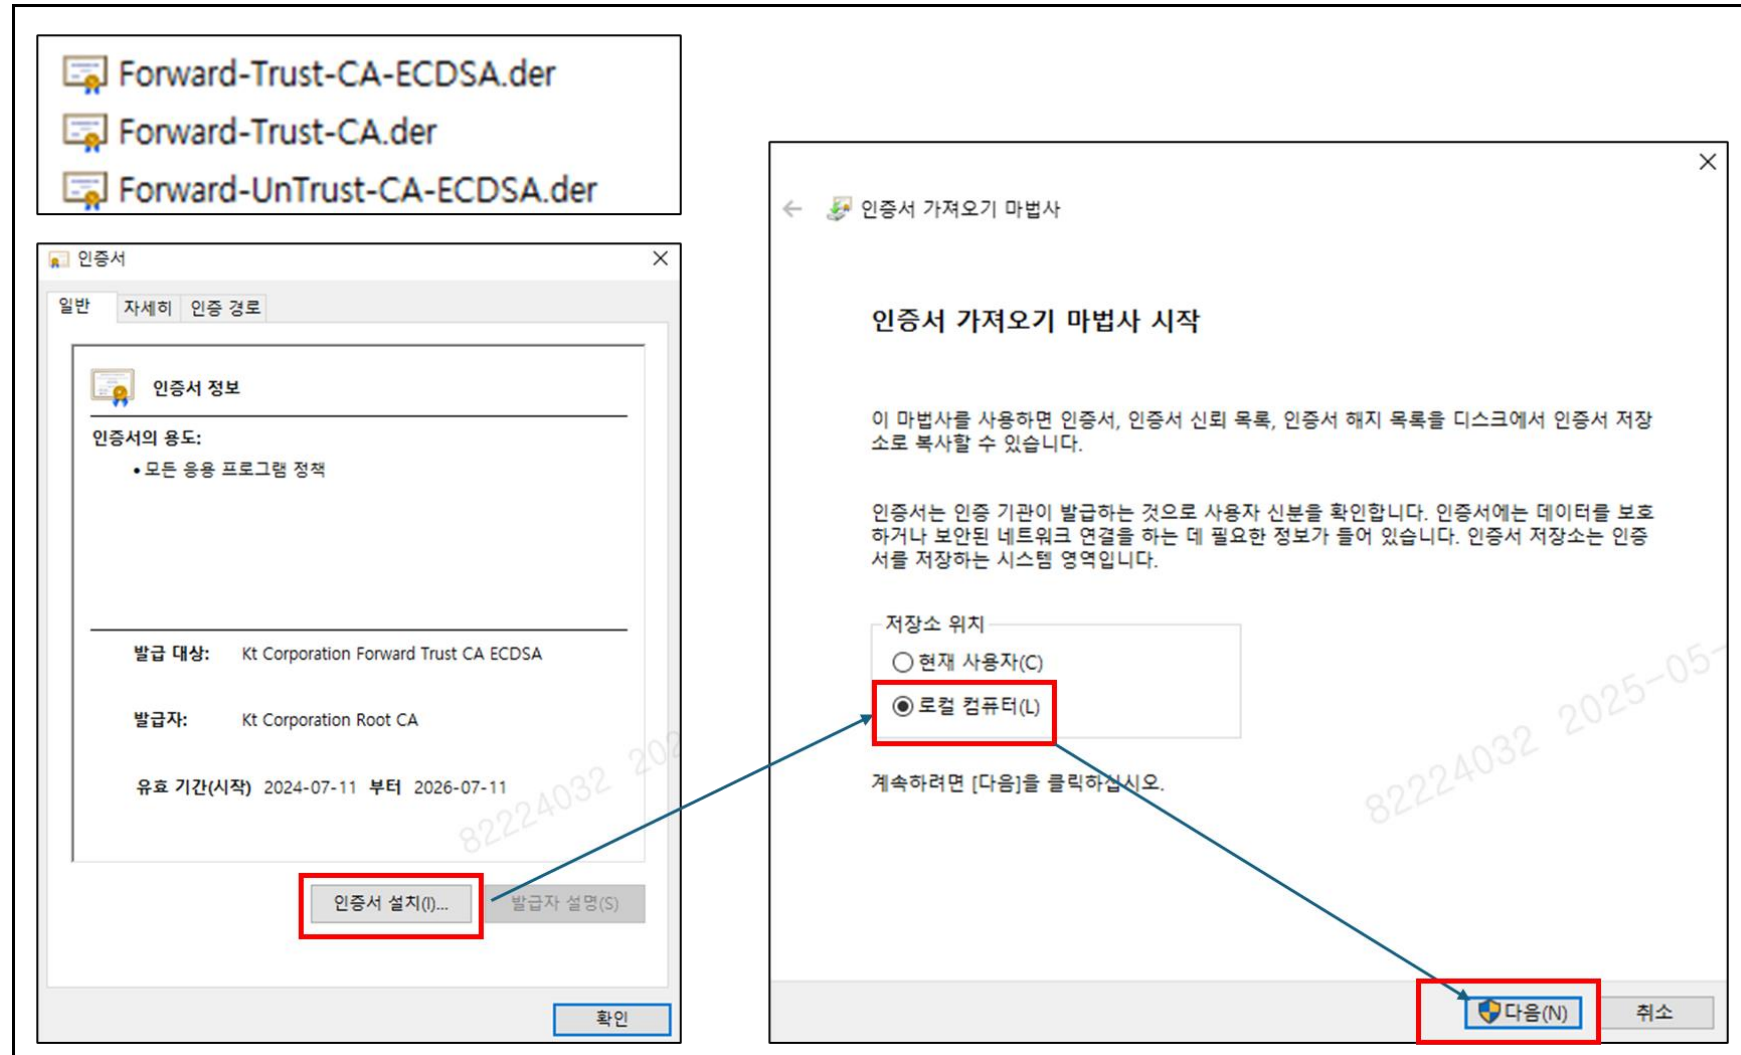 Forward-Trust-CA-ECDSA.der
Forward-Trust-CA.der
Forward-UnTrust-CA-ECDSA.der
인증서
일반 자세히 인증 경로
인증서 정보
인증서의 용도:
• 모든 응용 프로그램 정책
발급 대상: Kt Corporation Forward Trust CA ECDSA
발급자: Kt Corporation Root CA
유효 기간(시작) 2024-07-11 부터 2026-07-11
82224032 202
인증서 설치(I)... 발급자 설명(S)
확인
인증서 가져오기 마법사
인증서 가져오기 마법사 시작
이 마법사를 사용하면 인증서, 인증서 신뢰 목록, 인증서 해지 목록을 디스크에서 인증서 저장
소로 복사할 수 있습니다.
인증서는 인증 기관이 발급하는 것으로 사용자 신분을 확인합니다. 인증서에는 데이터를 보호
하거나 보안된 네트워크 연결을 하는 데 필요한 정보가 들어 있습니다. 인증서 저장소는 인증
서를 저장하는 시스템 영역입니다.
저장소 위치
현재 사용자(C)
로컬 컴퓨터(L)
계속하려면 [다음]을 클릭하십시오.
82224032 2025-05-
다음(N) 취소